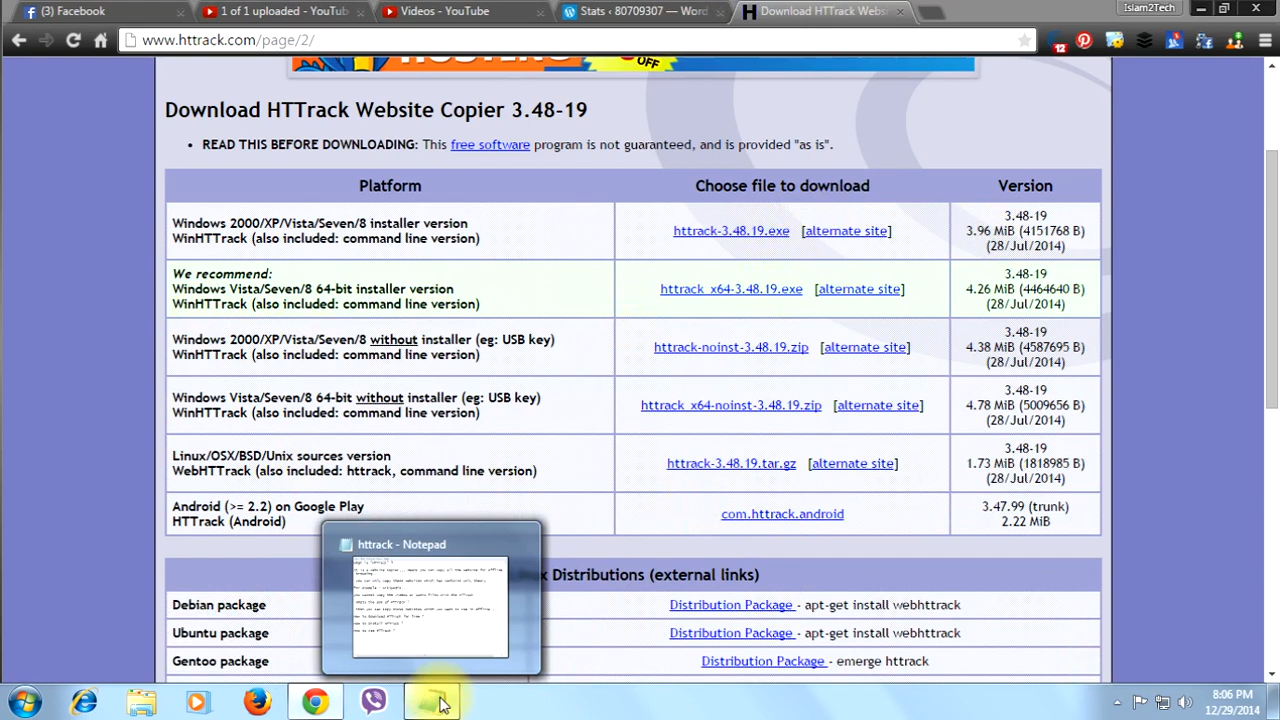 Facebook
1 of 1 uploaded - YouTu
Videos - YouTube
Stats ‹ 80709307 — Word
Download HTTrack Webs
Islam2Tech
www.httrack.com/page/2/
12
OFF
Download HTTrack Website Copier 3.48-19
• READ THIS BEFORE DOWNLOADING: This free software program is not guaranteed, and is provided "as is".
Platform Choose file to download Version
Windows 2000/XP/Vista/Seven/8 installer version
WinHTTrack (also included: command line version)
httrack-3.48.19.exe [alternate site]
3.48-19
3.96 MiB (4151768 B)
(28/Jul/2014)
We recommend:
Windows Vista/Seven/8 64-bit installer version
WinHTTrack (also included: command line version)
httrack_x64-3.48.19.exe [alternate site]
3.48-19
4.26 MiB (4464640 B)
(28/Jul/2014)
Windows 2000/XP/Vista/Seven/8 without installer (eg: USB key)
WinHTTrack (also included: command line version)
httrack-noinst-3.48.19.zip [alternate site]
3.48-19
4.38 MiB (4587695 B)
(28/Jul/2014)
Windows Vista/Seven/8 64-bit without installer (eg: USB key)
WinHTTrack (also included: command line version)
httrack_x64-noinst-3.48.19.zip [alternate site]
3.48-19
4.78 MiB (5009656 B)
(28/Jul/2014)
Linux/OSX/BSD/Unix sources version
WebHTTrack (also included: httrack, command line version)
httrack-3.48.19.tar.gz [alternate site]
3.48-19
1.73 MiB (1818985 B)
(28/Jul/2014)
Android (>= 2.2) on Google Play
HTTrack (Android)
com.httrack.android
3.47.99 (trunk)
2.22 MiB
httrack - Notepad
Distributions (external links)
Debian package Distribution Package - apt-get install webhttrack
Ubuntu package Distribution Package - apt-get install webhttrack
Gentoo package Distribution Package - emerge httrack
8:06 PM
12/29/2014